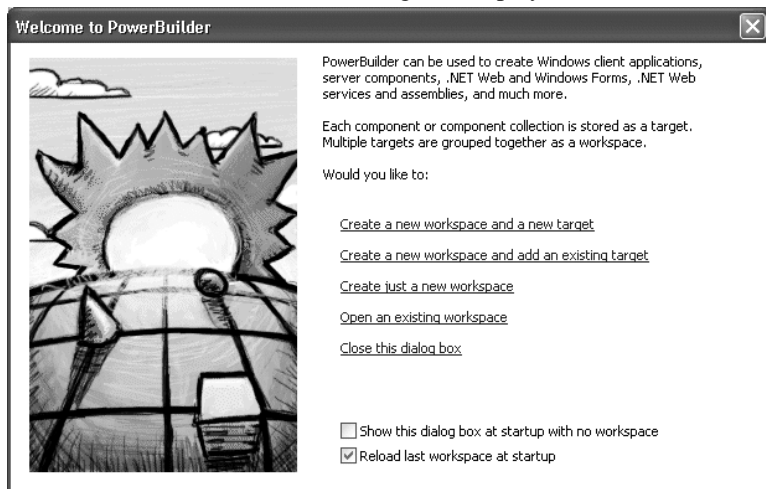 Welcome to PowerBuilder
PowerBuilder can be used to create Windows client applications,
server components, .NET Web and Windows Forms, .NET Web
services and assemblies, and much more.
Each component or component collection is stored as a target.
Multiple targets are grouped together as a workspace.
Would you like to:
Create a new workspace and a new target
Create a new workspace and add an existing target
Create just a new workspace
Open an existing workspace
Close this dialog box
Show this dialog box at startup with no workspace
Reload last workspace at startup